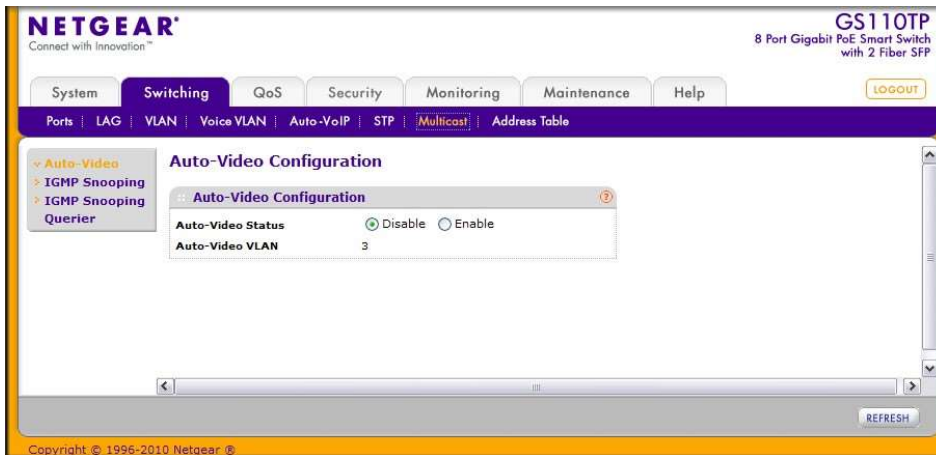 NETGEAR®
Connect with Innovation™
GS110TP
8 Port Gigabit PoE Smart Switch
with 2 Fiber SFP
System Switching QoS Security Monitoring Maintenance Help LOGOUT
Ports LAG VLAN Voice VLAN Auto-VoIP STP Multicast Address Table
Auto-Video
IGMP Snooping
IGMP Snooping
Querier
Auto-Video Configuration
Auto-Video Configuration ?
Auto-Video Status Disable Enable
Auto-Video VLAN 3
REFRESH
Copyright © 1996-2010 Netgear ®